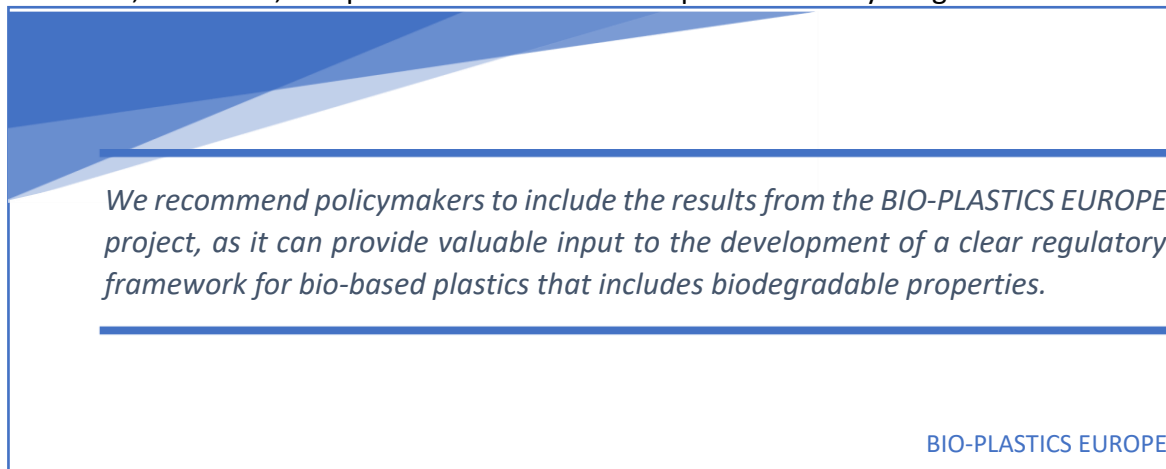 We recommend policymakers to include the results from the BIO-PLASTICS EUROPE
project, as it can provide valuable input to the development of a clear regulatory
framework for bio-based plastics that includes biodegradable properties.
BIO-PLASTICS EUROPE